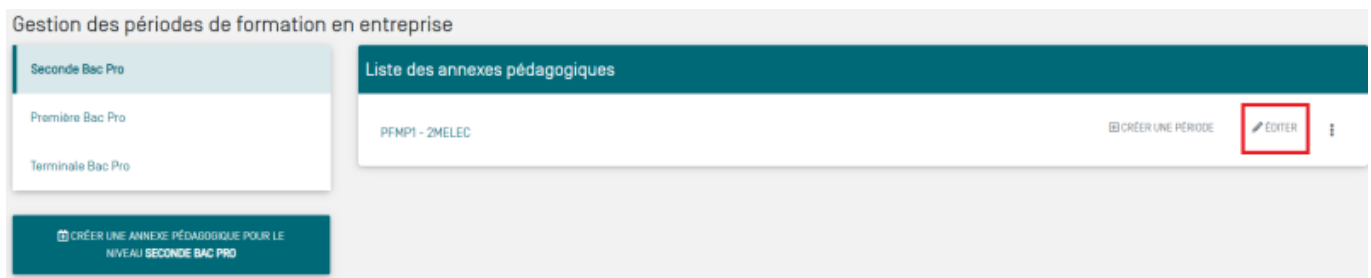 Gestion des périodes de formation en entreprise
Seconde Bac Pro
Première Bac Pro
Terminale Bac Pro
CRÉER UNE ANNEXE PÉDAGOGIQUE POUR LE
NIVEAU SECONDE BAC PRO
Liste des annexes pédagogiques
PFMP1 - 2MELEC
CRÉER UNE PÉRIODE
ÉDITER